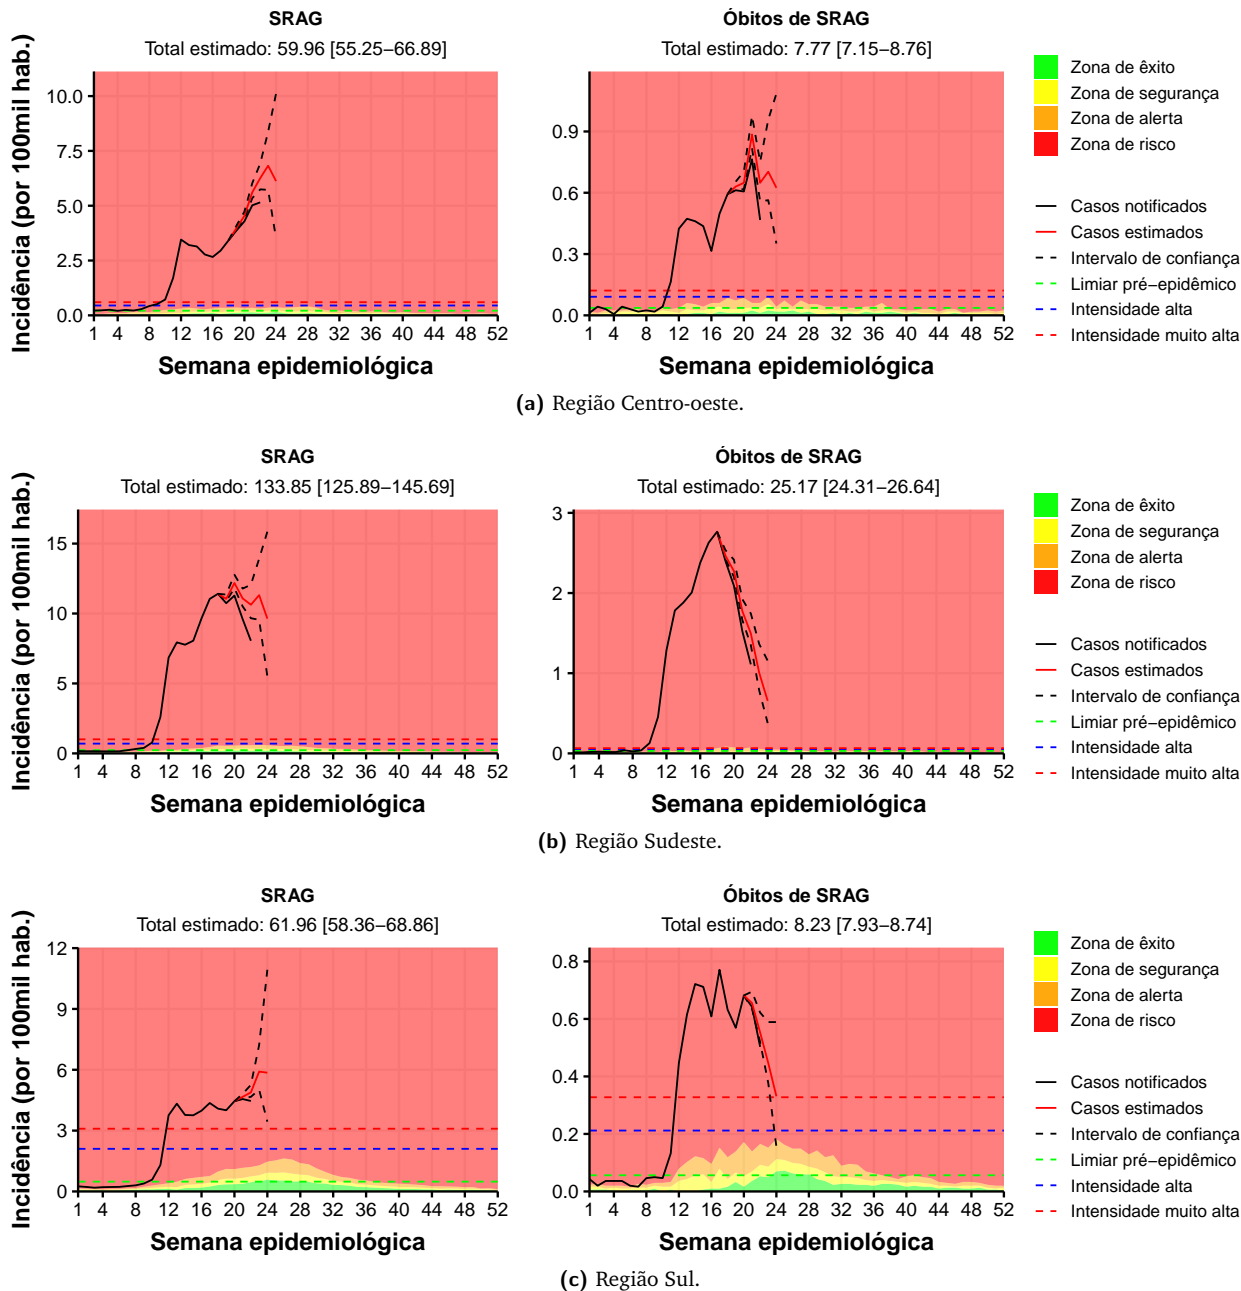 SRAG
Total estimado: 59.96 [55.25−66.89]
Incidência (por 100mil hab.)
10.0
7.5
5.0
2.5
0.0
1 4 8 12 16 20 24 28 32 36 40 44 48 52
Semana epidemiológica
Óbitos de SRAG
Total estimado: 7.77 [7.15−8.76]
0.9
0.6
0.3
0.0
1 4 8 12 16 20 24 28 32 36 40 44 48 52
Semana epidemiológica
Zona de êxito
Zona de segurança
Zona de alerta
Zona de risco
Casos notificados
Casos estimados
Intervalo de confiança
Limiar pré−epidêmico
Intensidade alta
Intensidade muito alta
(a) Região Centro-oeste.
SRAG
Total estimado: 133.85 [125.89−145.69]
Incidência (por 100mil hab.)
15
10
5
0
1 4 8 12 16 20 24 28 32 36 40 44 48 52
Semana epidemiológica
Óbitos de SRAG
Total estimado: 25.17 [24.31−26.64]
3
2
1
0
1 4 8 12 16 20 24 28 32 36 40 44 48 52
Semana epidemiológica
Zona de êxito
Zona de segurança
Zona de alerta
Zona de risco
Casos notificados
Casos estimados
Intervalo de confiança
Limiar pré−epidêmico
Intensidade alta
Intensidade muito alta
(b) Região Sudeste.
SRAG
Total estimado: 61.96 [58.36−68.86]
Incidência (por 100mil hab.)
12
9
6
3
0
1 4 8 12 16 20 24 28 32 36 40 44 48 52
Semana epidemiológica
Óbitos de SRAG
Total estimado: 8.23 [7.93−8.74]
0.8
0.6
0.4
0.2
0.0
1 4 8 12 16 20 24 28 32 36 40 44 48 52
Semana epidemiológica
Zona de êxito
Zona de segurança
Zona de alerta
Zona de risco
Casos notificados
Casos estimados
Intervalo de confiança
Limiar pré−epidêmico
Intensidade alta
Intensidade muito alta
(c) Região Sul.